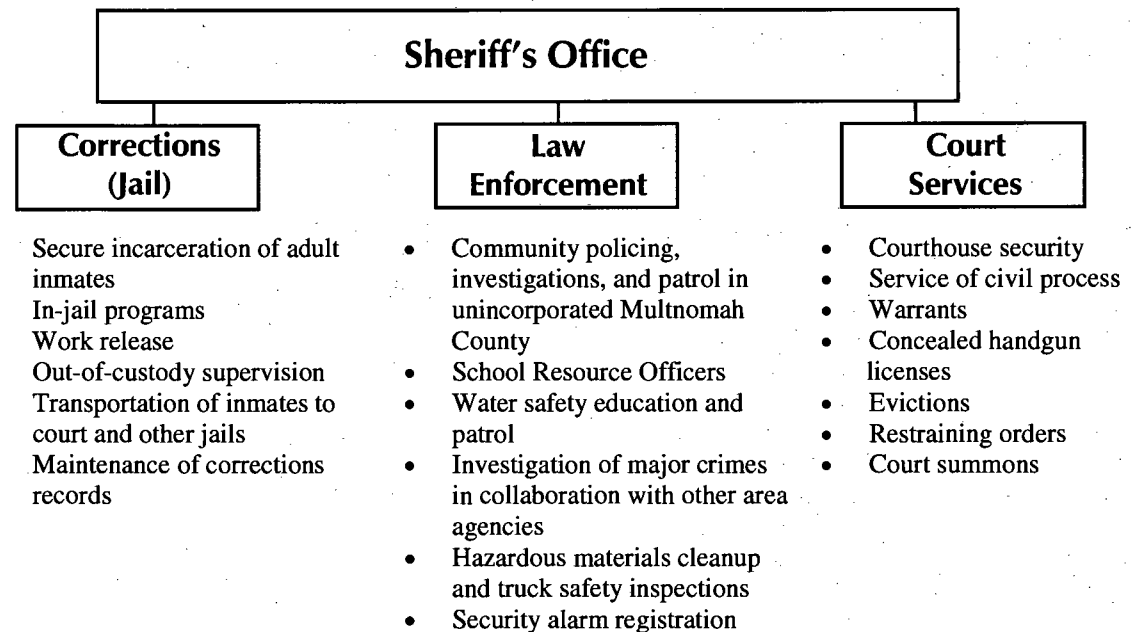 Sheriff's Office
Corrections
(Jail)
Secure incarceration of adult
inmates
In-jail programs
Work release
Out-of-custody supervision
Transportation of inmates to
court and other jails
Maintenance of corrections
records
Law
Enforcement
• Community policing,
investigations, and patrol in
unincorporated Multnomah
County
• School Resource Officers
• Water safety education and
patrol
• Investigation of major crimes
in collaboration with other area
agencies
• Hazardous materials cleanup
and truck safety inspections
• Security alarm registration
Court
Services
• Courthouse security
• Service of civil process
• Warrants
• Concealed handgun
licenses
• Evictions
• Restraining orders
• Court summons